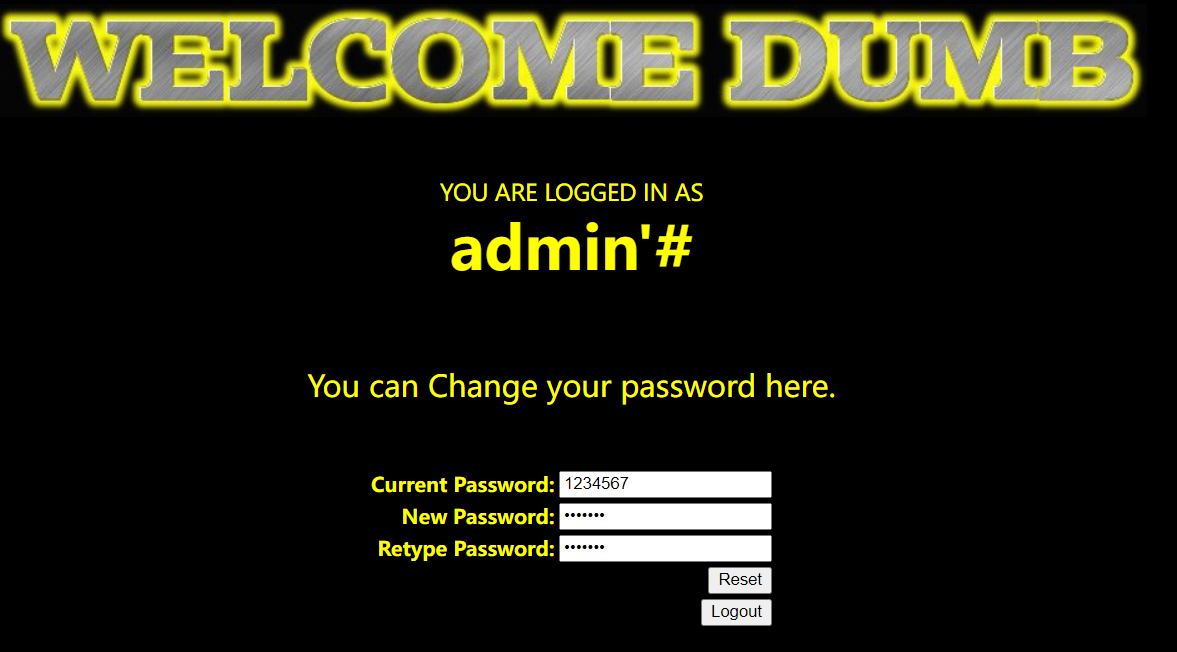 WELCOME DUMB
YOU ARE LOGGED IN AS
admin'#
You can Change your password here.
Current Password: 1234567
New Password: •••••••
Retype Password: •••••••
Reset
Logout